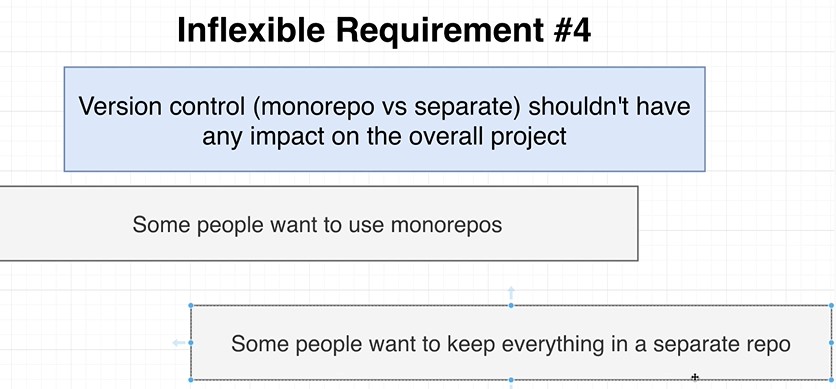 Inflexible Requirement #4
Version control (monorepo vs separate) shouldn't have
any impact on the overall project
Some people want to use monorepos
Some people want to keep everything in a separate repo